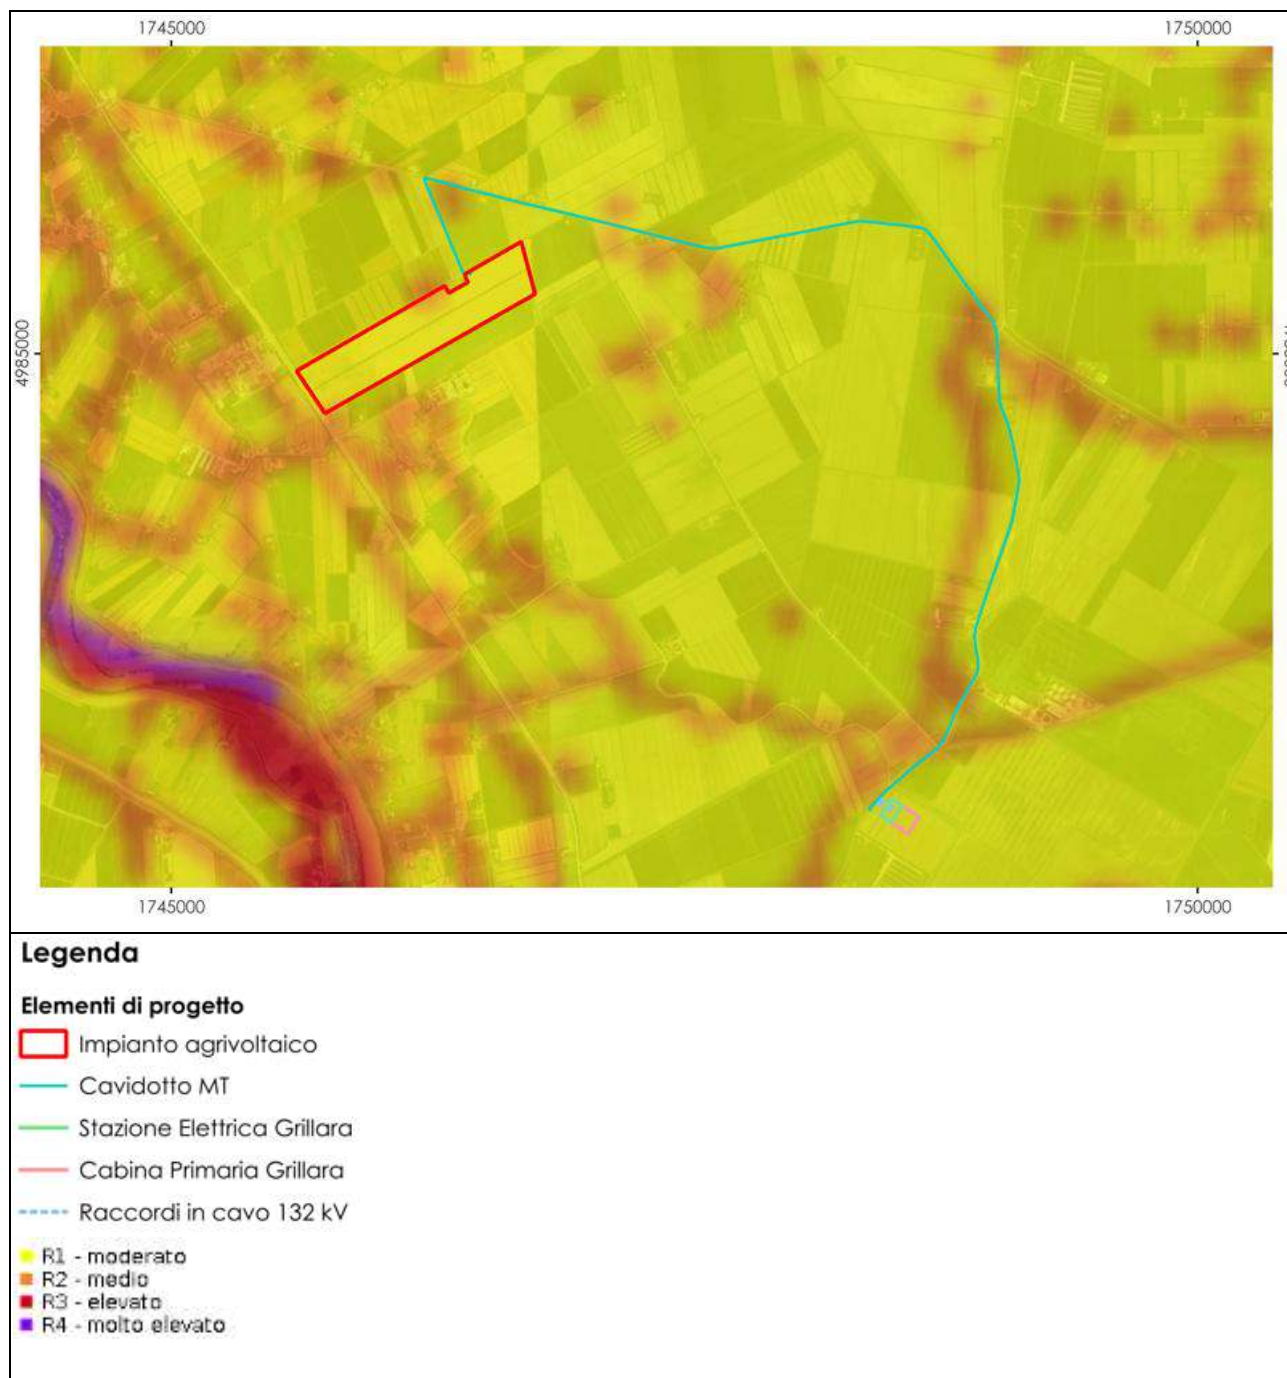 1745000
1750000
4985000
1745000
1750000
Legenda
Elementi di progetto
Impianto agrivoltaico
Cavidotto MT
Stazione Elettrica Grillara
Cabina Primaria Grillara
Raccordi in cavo 132 kV
R1 - moderato
R2 - medio
R3 - elevato
R4 - molto elevato